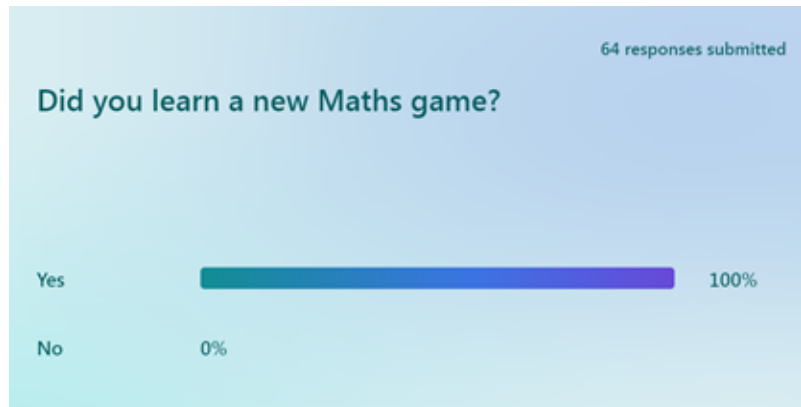 64 responses submitted
Did you learn a new Maths game?
Yes 100%
No 0%